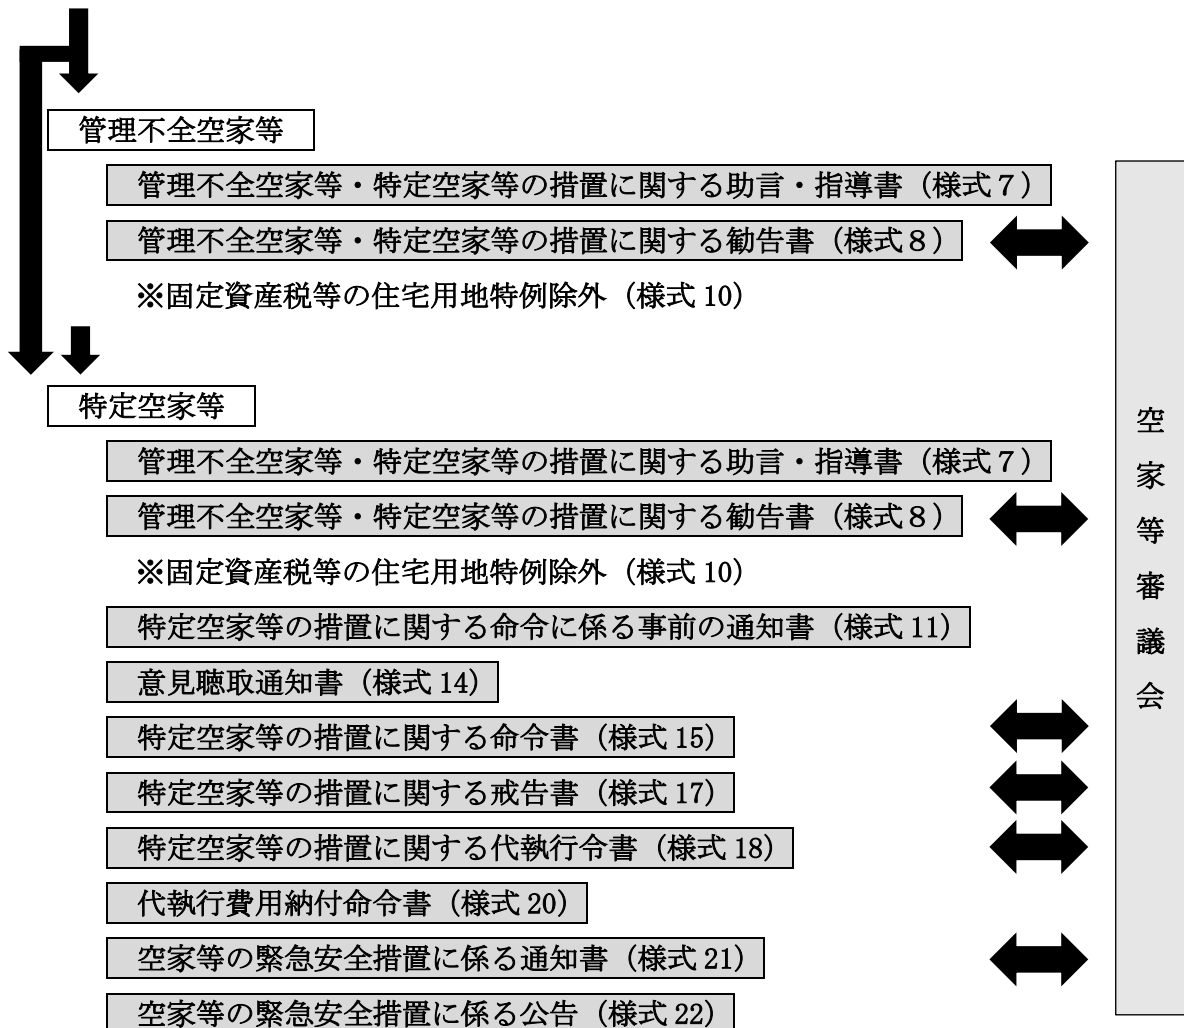 管理不全空家等
管理不全空家等・特定空家等の措置に関する助言・指導書（様式７）
管理不全空家等・特定空家等の措置に関する勧告書（様式８）
※固定資産税等の住宅用地特例除外（様式 10）
特定空家等
管理不全空家等・特定空家等の措置に関する助言・指導書（様式７）
管理不全空家等・特定空家等の措置に関する勧告書（様式８）
※固定資産税等の住宅用地特例除外（様式 10）
特定空家等の措置に関する命令に係る事前の通知書（様式 11）
意見聴取通知書（様式 14）
特定空家等の措置に関する命令書（様式 15）
特定空家等の措置に関する戒告書（様式 17）
特定空家等の措置に関する代執行令書（様式 18）
代執行費用納付命令書（様式 20）
空家等の緊急安全措置に係る通知書（様式 21）
空家等の緊急安全措置に係る公告（様式 22）
空家等審議会